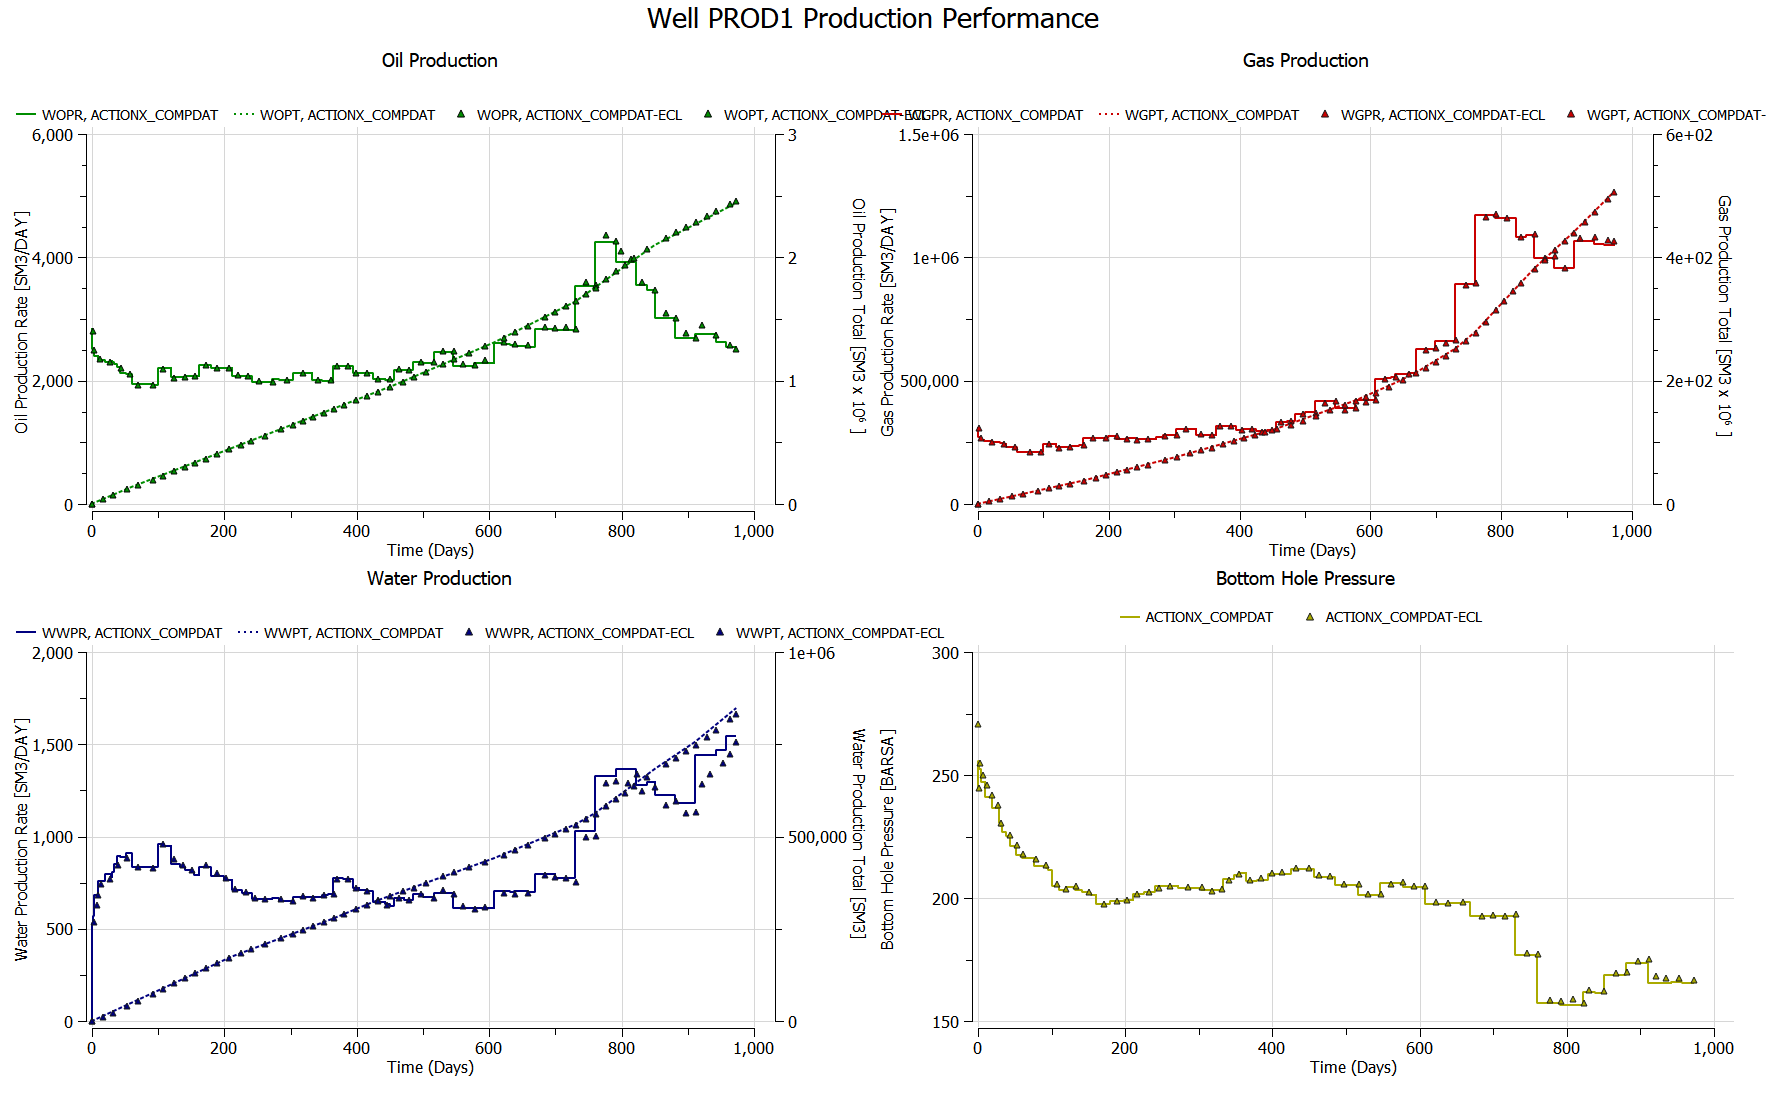 Well PROD1 Production Performance
Oil Production
WOPR, ACTIONX_COMPDAT WOPT, ACTIONX_COMPDAT WOPR, ACTIONX_COMPDAT-ECL WOPT, ACTIONX_COMPDAT-ECL
6,000
4,000
2,000
0
3
2
1
0
Oil Production Rate [SM3/DAY]
Oil Production Total [SM3 x 10⁶ ]
0 200 400 600 800 1,000
Time (Days)
Gas Production
WGPR, ACTIONX_COMPDAT WGPT, ACTIONX_COMPDAT WGPR, ACTIONX_COMPDAT-ECL WGPT, ACTIONX_COMPDAT-
1.5e+06
1e+06
500,000
0
6e+02
4e+02
2e+02
0
Gas Production Rate [SM3/DAY]
Gas Production Total [SM3 x 10⁶ ]
0 200 400 600 800 1,000
Time (Days)
Water Production
WWPR, ACTIONX_COMPDAT WWPT, ACTIONX_COMPDAT WWPR, ACTIONX_COMPDAT-ECL WWPT, ACTIONX_COMPDAT-ECL
2,000
1,500
1,000
500
0
1e+06
500,000
0
Water Production Rate [SM3/DAY]
Water Production Total [SM3]
0 200 400 600 800 1,000
Time (Days)
Bottom Hole Pressure
ACTIONX_COMPDAT ACTIONX_COMPDAT-ECL
300
250
200
150
Bottom Hole Pressure [BARSA]
0 200 400 600 800 1,000
Time (Days)